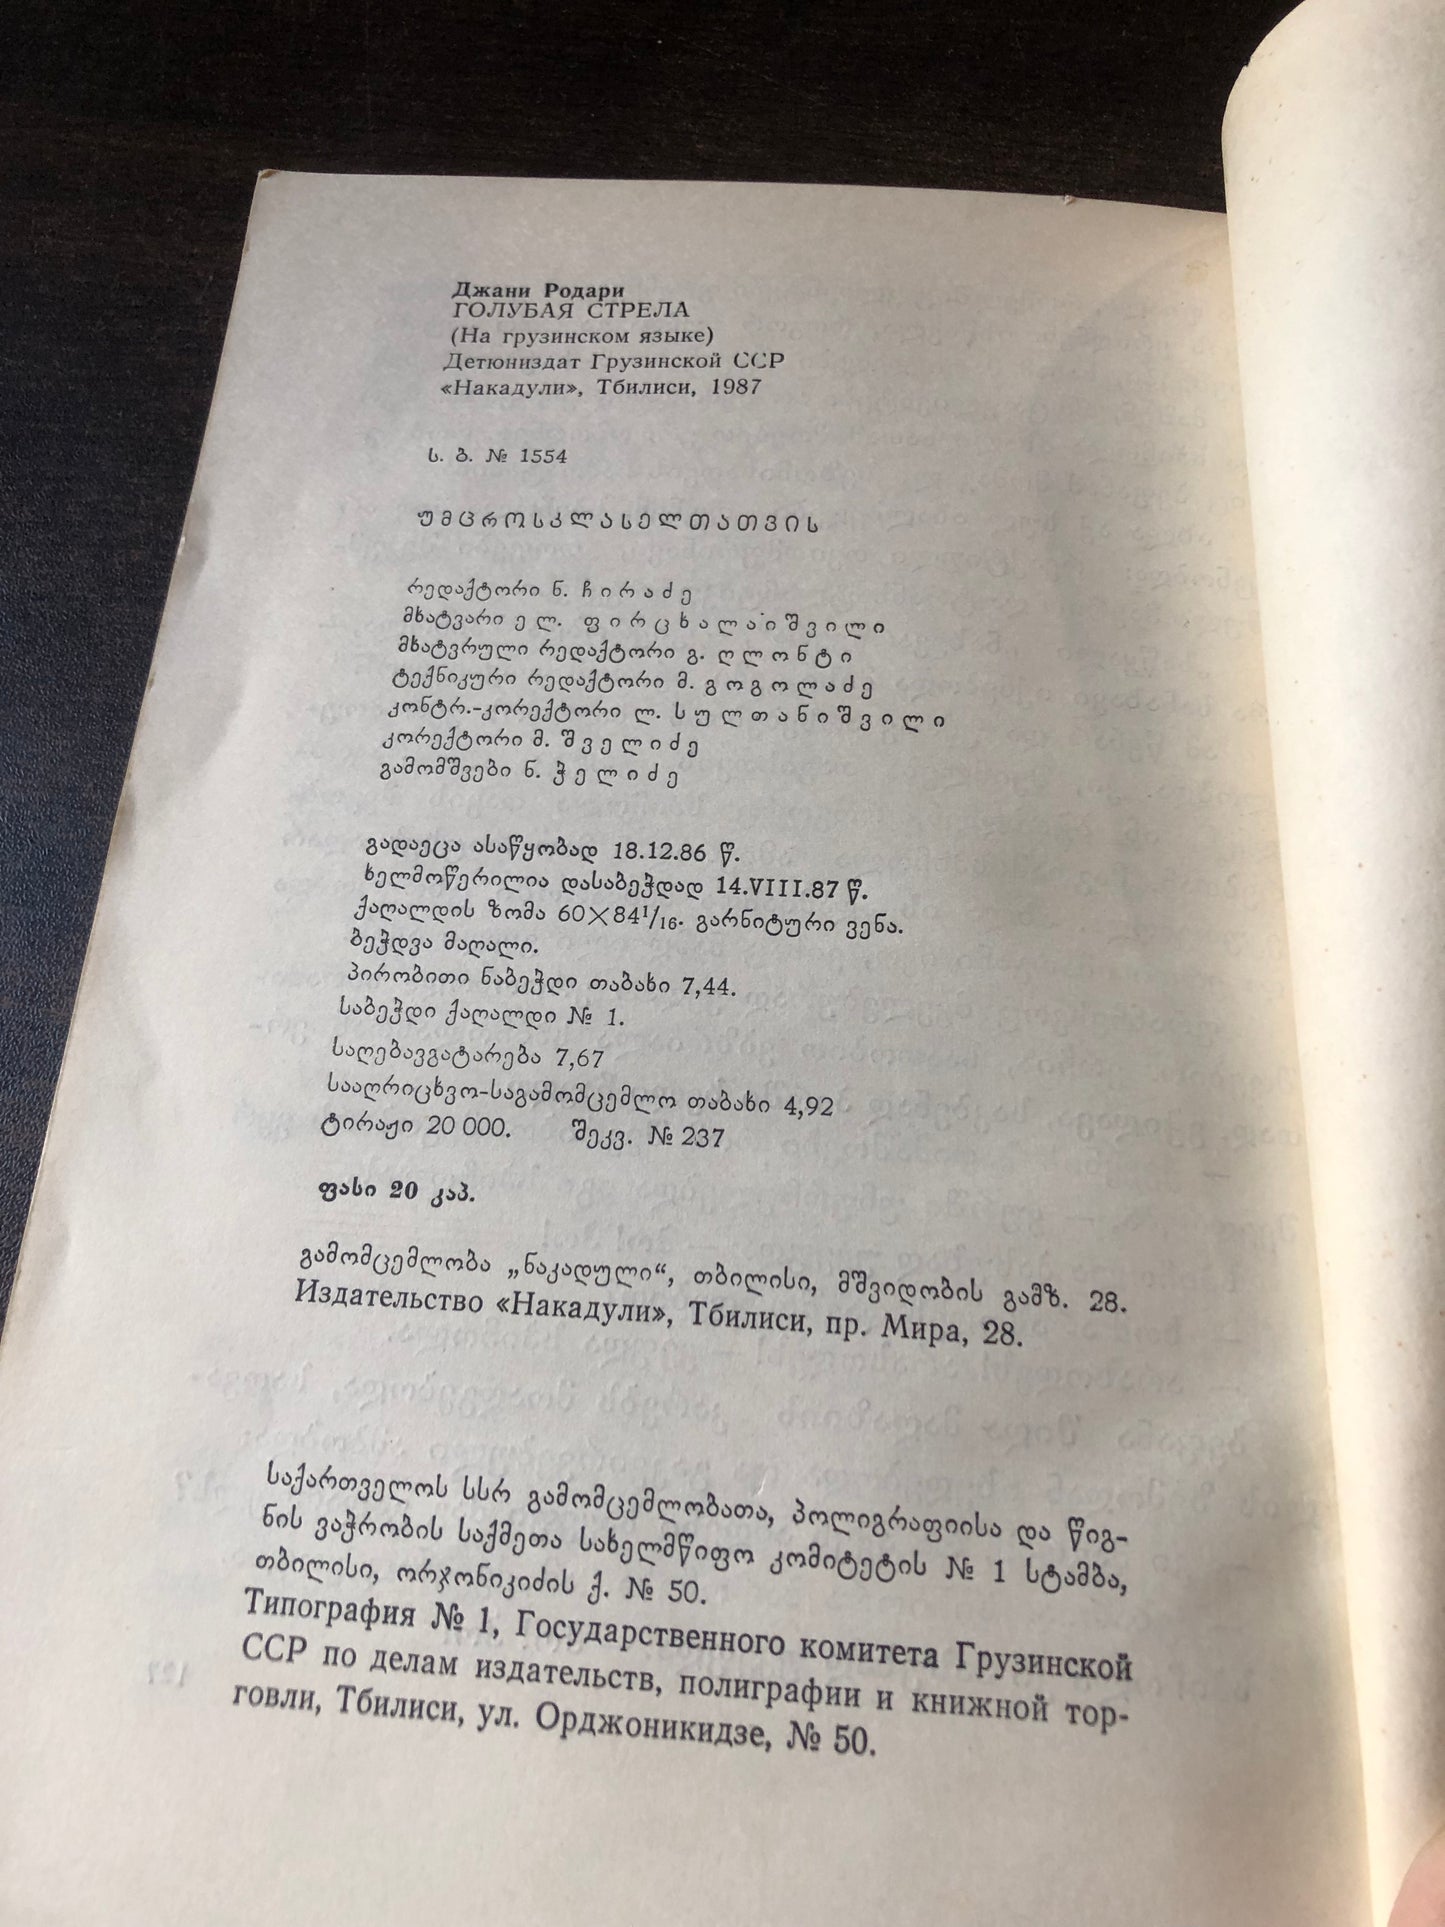 Джани Родари
ГОЛУБАЯ СТРЕЛА
(На грузинском языке)
Детюниздат Грузинской ССР
«Накадули», Тбилиси, 1987
ს. ბ. № 1554
უმცროსკლასელთათვის
რედაქტორი ნ. ჩირაძე
მხატვარი ელ. ფირცხალაიშვილი
მხატვრული რედაქტორი გ. ღლონტი
ტექნიკური რედაქტორი მ. გოგოლაძე
კონტრ.-კორექტორი ლ. სულთანიშვილი
კორექტორი მ. შველიძე
გამომშვები ნ. ჭელიძე
გადაეცა ასაწყობად 18.12.86 წ.
ხელმოწერილია დასაბეჭდად 14.VIII.87 წ.
ქაღალდის ზომა 60×84¹/₁₆. გარნიტური ვენა.
ბეჭდვა მაღალი.
პირობითი ნაბეჭდი თაბახი 7,44.
საბეჭდი ქაღალდი № 1.
საღებავგატარება 7,67
სააღრიცხვო-საგამომცემლო თაბახი 4,92
ტირაჟი 20 000. შეკვ. № 237
ფასი 20 კაპ.
გამომცემლობა „ნაკადული“, თბილისი, მშვიდობის გამზ. 28.
Издательство «Накадули», Тбилиси, пр. Мира, 28.
საქართველოს სსრ გამომცემლობათა, პოლიგრაფიისა და წიგ-
ნის ვაჭრობის საქმეთა სახელმწიფო კომიტეტის № 1 სტამბა,
თბილისი, ორჯონიკიძის ქ. № 50.
Типография № 1, Государственного комитета Грузинской
ССР по делам издательств, полиграфии и книжной тор-
говли, Тбилиси, ул. Орджоникидзе, № 50.